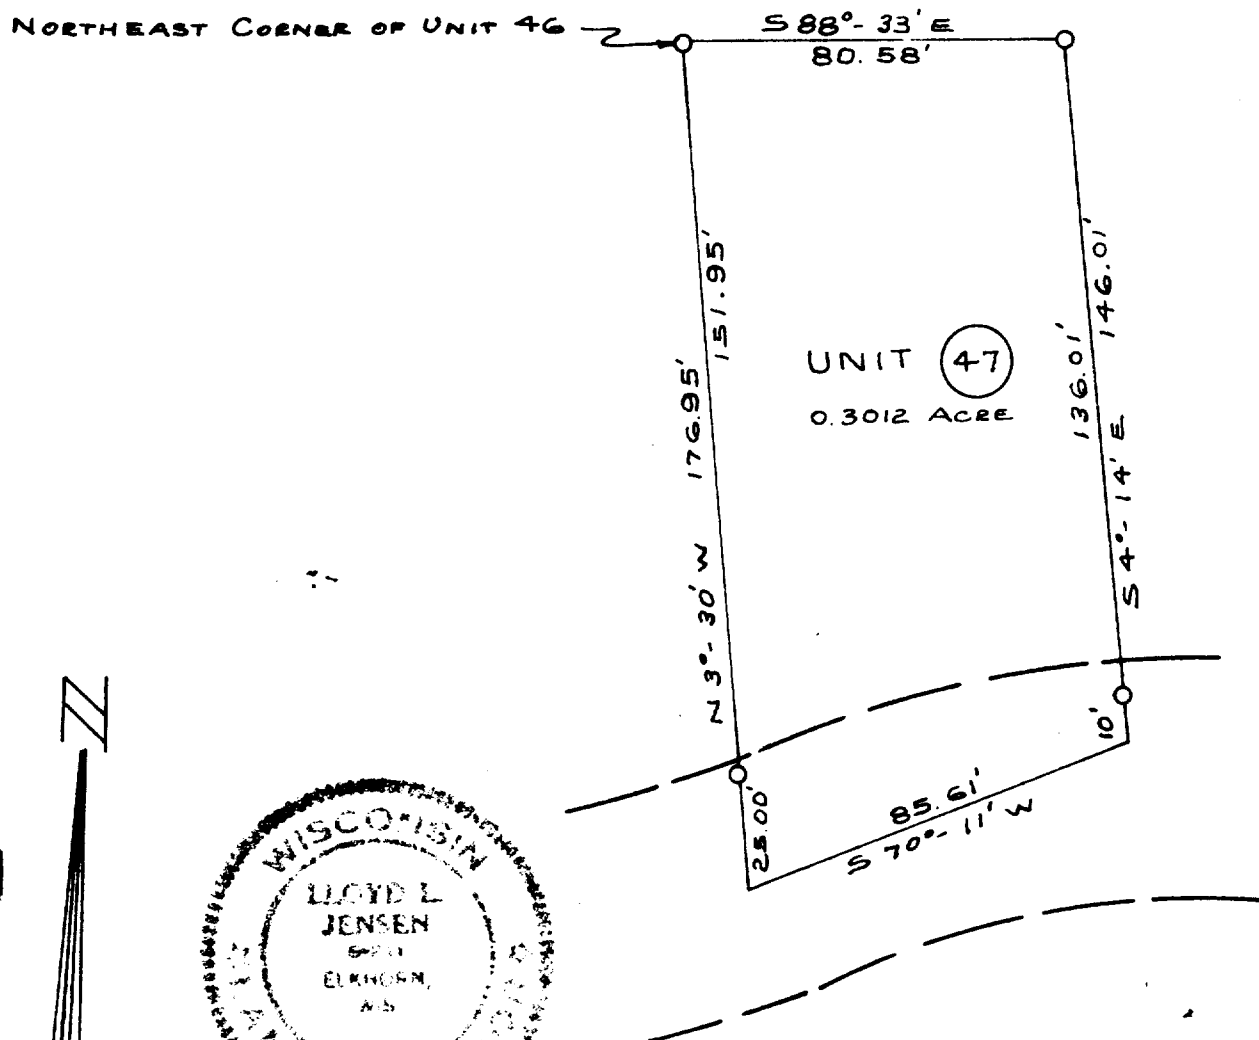 NORTHEAST CORNER OF UNIT 46
S 88°- 33' E
80.58'
151.95'
176.95'
N 3°- 30' W
UNIT 47
0.3012 ACRE
146.01'
136.01'
S 4°- 14' E
10'
25.00'
85.61'
S 70°- 11' W
N
WISCONSIN
LLOYD L.
JENSEN
ELKHORN,